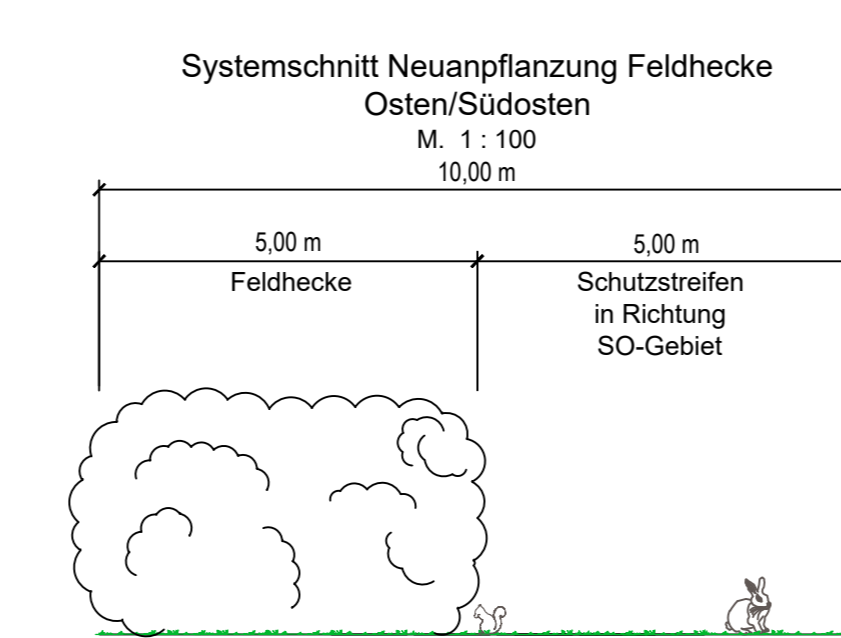 Systemschnitt Neuanpflanzung Feldhecke
Osten/Südosten
M. 1 : 100
10,00 m
5,00 m
5,00 m
Feldhecke
Schutzstreifen
in Richtung
SO-Gebiet